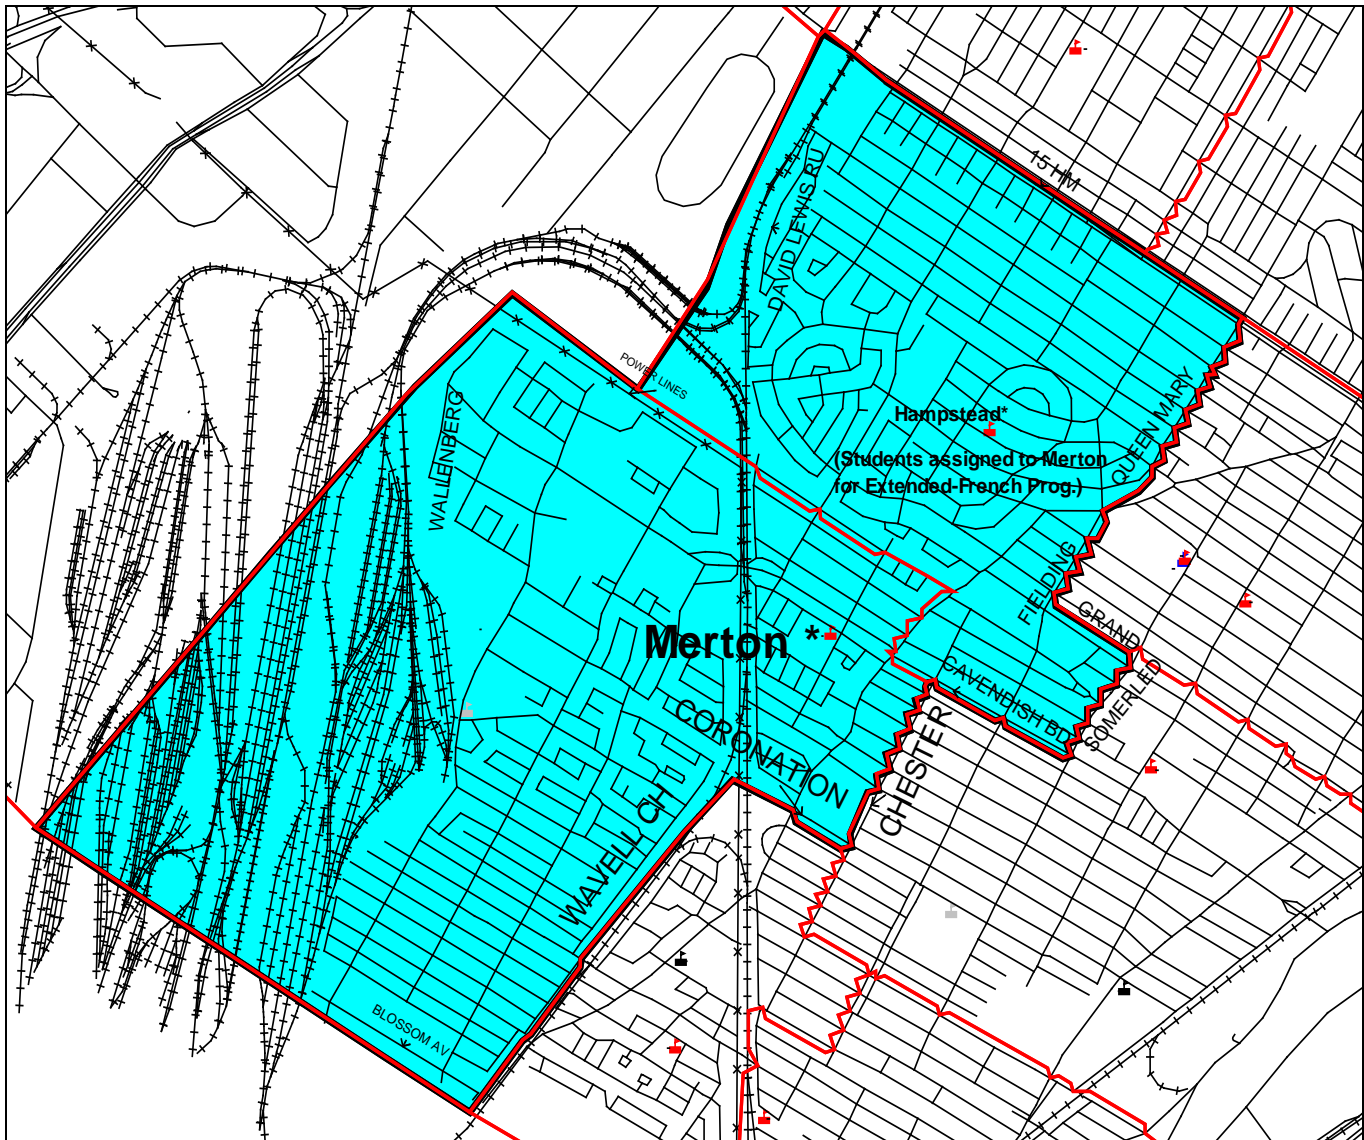 15 HM
DAVID LEWIS RU
POWER LINES
WALLENBERG
QUEEN MARY
Hampstead*
(Students assigned to Merton
for Extended-French Prog.)
FIELDING
GRAND
Merton *
CAVENDISH BD
SOMERLED
CORONATION
CHESTER
WAVELL CH
BLOSSOM AV